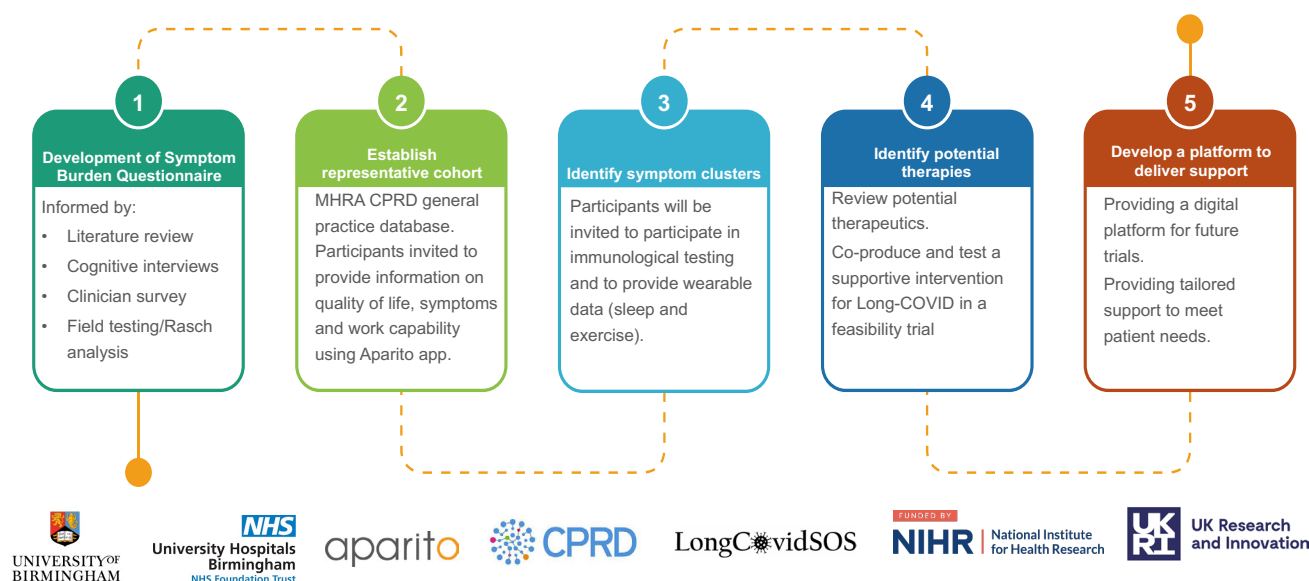 1
Development of Symptom
Burden Questionnaire
Informed by:
• Literature review
• Cognitive interviews
• Clinician survey
• Field testing/Rasch
analysis
2
Establish
representative cohort
MHRA CPRD general
practice database.
Participants invited to
provide information on
quality of life, symptoms
and work capability
using Aparito app.
3
Identify symptom clusters
Participants will be
invited to participate in
immunological testing
and to provide wearable
data (sleep and
exercise).
4
Identify potential
therapies
Review potential
therapeutics.
Co-produce and test a
supportive intervention
for Long-COVID in a
feasibility trial
5
Develop a platform to
deliver support
Providing a digital
platform for future
trials.
Providing tailored
support to meet
patient needs.
UNIVERSITY OF
BIRMINGHAM
NHS
University Hospitals
Birmingham
NHS Foundation Trust
aparito
CPRD
LongCovidSOS
FUNDED BY
NIHR
National Institute
for Health Research
UK
RI
UK Research
and Innovation